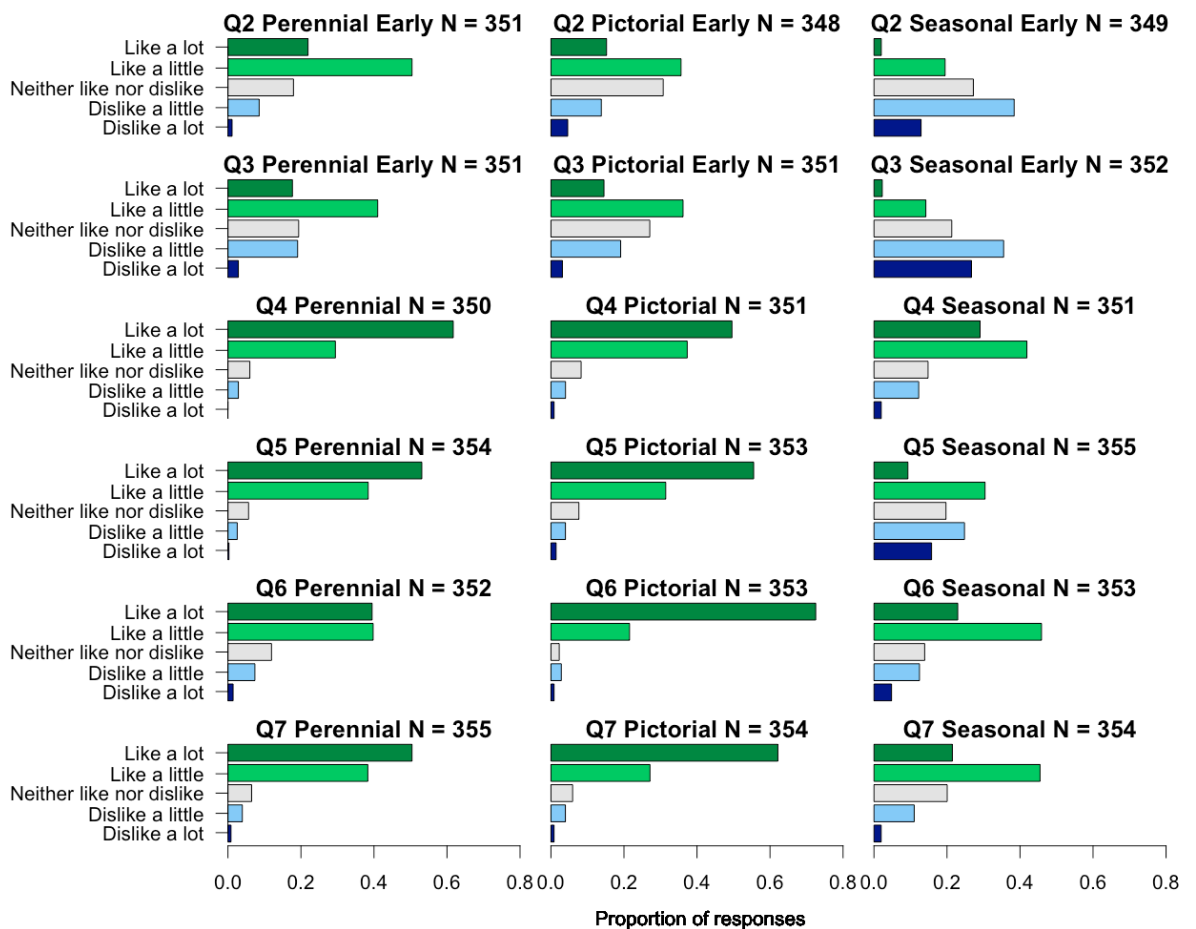 Q2 Perennial Early N = 351
Q2 Pictorial Early N = 348
Q2 Seasonal Early N = 349
Like a lot
Like a little
Neither like nor dislike
Dislike a little
Dislike a lot
Q3 Perennial Early N = 351
Q3 Pictorial Early N = 351
Q3 Seasonal Early N = 352
Like a lot
Like a little
Neither like nor dislike
Dislike a little
Dislike a lot
Q4 Perennial N = 350
Q4 Pictorial N = 351
Q4 Seasonal N = 351
Like a lot
Like a little
Neither like nor dislike
Dislike a little
Dislike a lot
Q5 Perennial N = 354
Q5 Pictorial N = 353
Q5 Seasonal N = 355
Like a lot
Like a little
Neither like nor dislike
Dislike a little
Dislike a lot
Q6 Perennial N = 352
Q6 Pictorial N = 353
Q6 Seasonal N = 353
Like a lot
Like a little
Neither like nor dislike
Dislike a little
Dislike a lot
Q7 Perennial N = 355
Q7 Pictorial N = 354
Q7 Seasonal N = 354
Like a lot
Like a little
Neither like nor dislike
Dislike a little
Dislike a lot
0.0 0.2 0.4 0.6 0.8
0.0 0.2 0.4 0.6 0.8
0.0 0.2 0.4 0.6 0.8
Proportion of responses